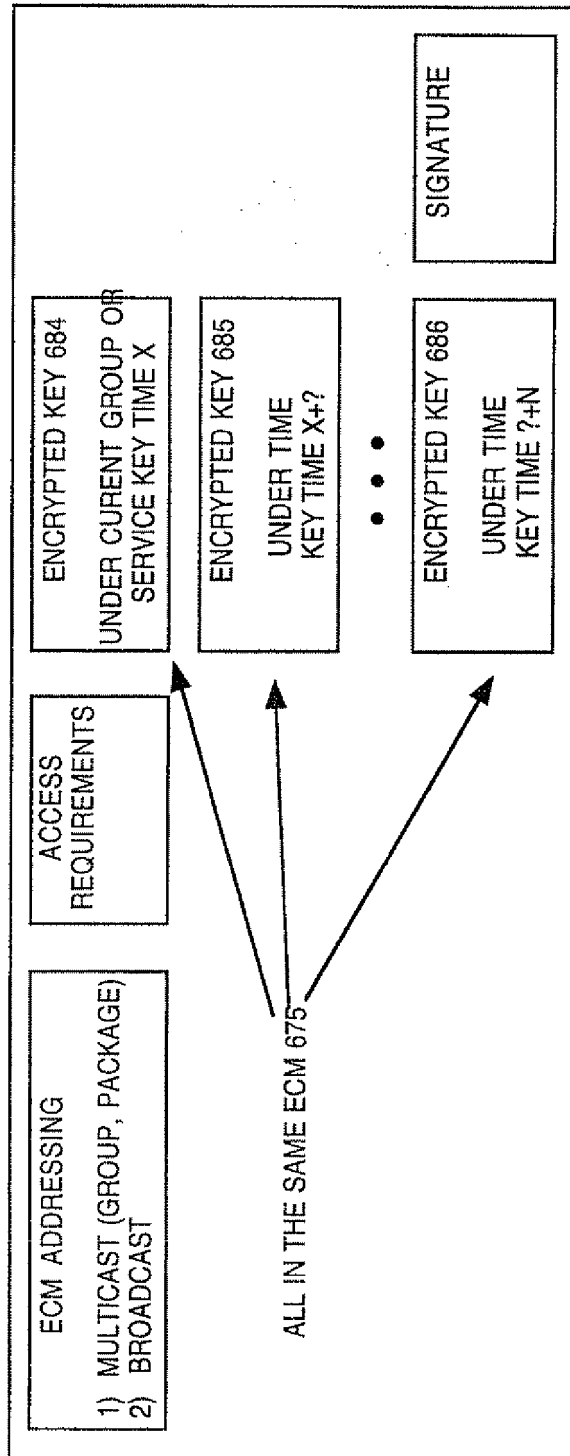 ECM ADDRESSING
1) MULTICAST (GROUP, PACKAGE)
2) BROADCAST
ACCESS
REQUIREMENTS
ENCRYPTED KEY 684
UNDER CURENT GROUP OR
SERVICE KEY TIME X
ENCRYPTED KEY 685
UNDER TIME
KEY TIME X+?
ENCRYPTED KEY 686
UNDER TIME
KEY TIME ?+N
SIGNATURE
ALL IN THE SAME ECM 675